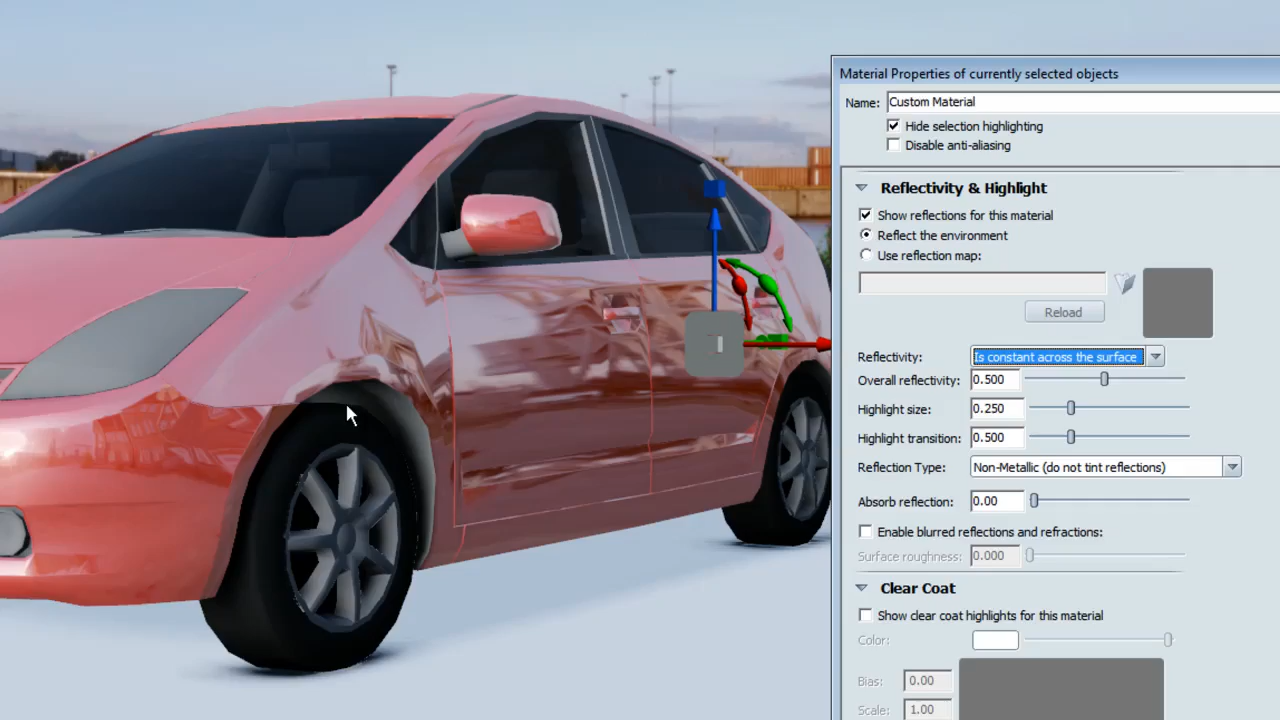 Material Properties of currently selected objects
Name: Custom Material
Hide selection highlighting
Disable anti-aliasing
Reflectivity & Highlight
Show reflections for this material
Reflect the environment
Use reflection map:
Reload
Reflectivity: Is constant across the surface
Overall reflectivity: 0.500
Highlight size: 0.250
Highlight transition: 0.500
Reflection Type: Non-Metallic (do not tint reflections)
Absorb reflection: 0.00
Enable blurred reflections and refractions:
Surface roughness: 0.000
Clear Coat
Show clear coat highlights for this material
Color:
Bias: 0.00
Scale: 1.00